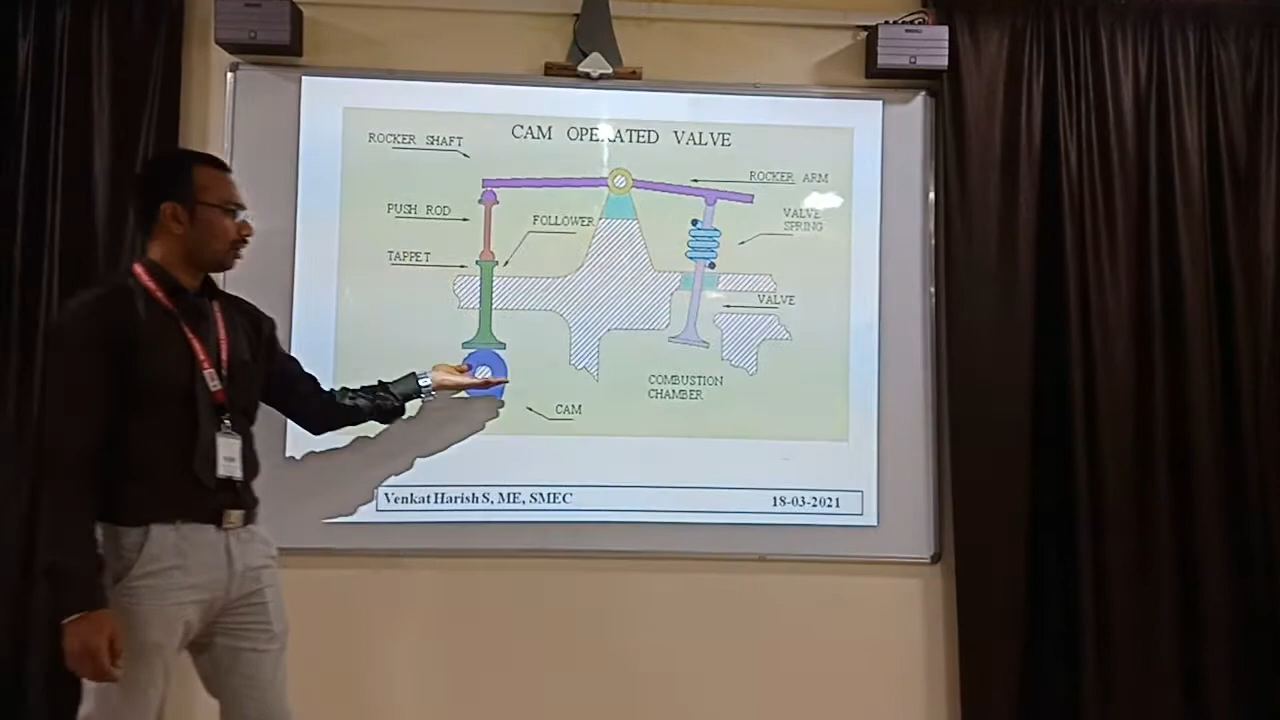 CAM OPERATED VALVE
ROCKER SHAFT
ROCKER ARM
PUSH ROD
FOLLOWER
VALVE
SPRING
TAPPET
VALVE
COMBUSTION
CHAMBER
CAM
Venkat Harish S, ME, SMEC
18-03-2021